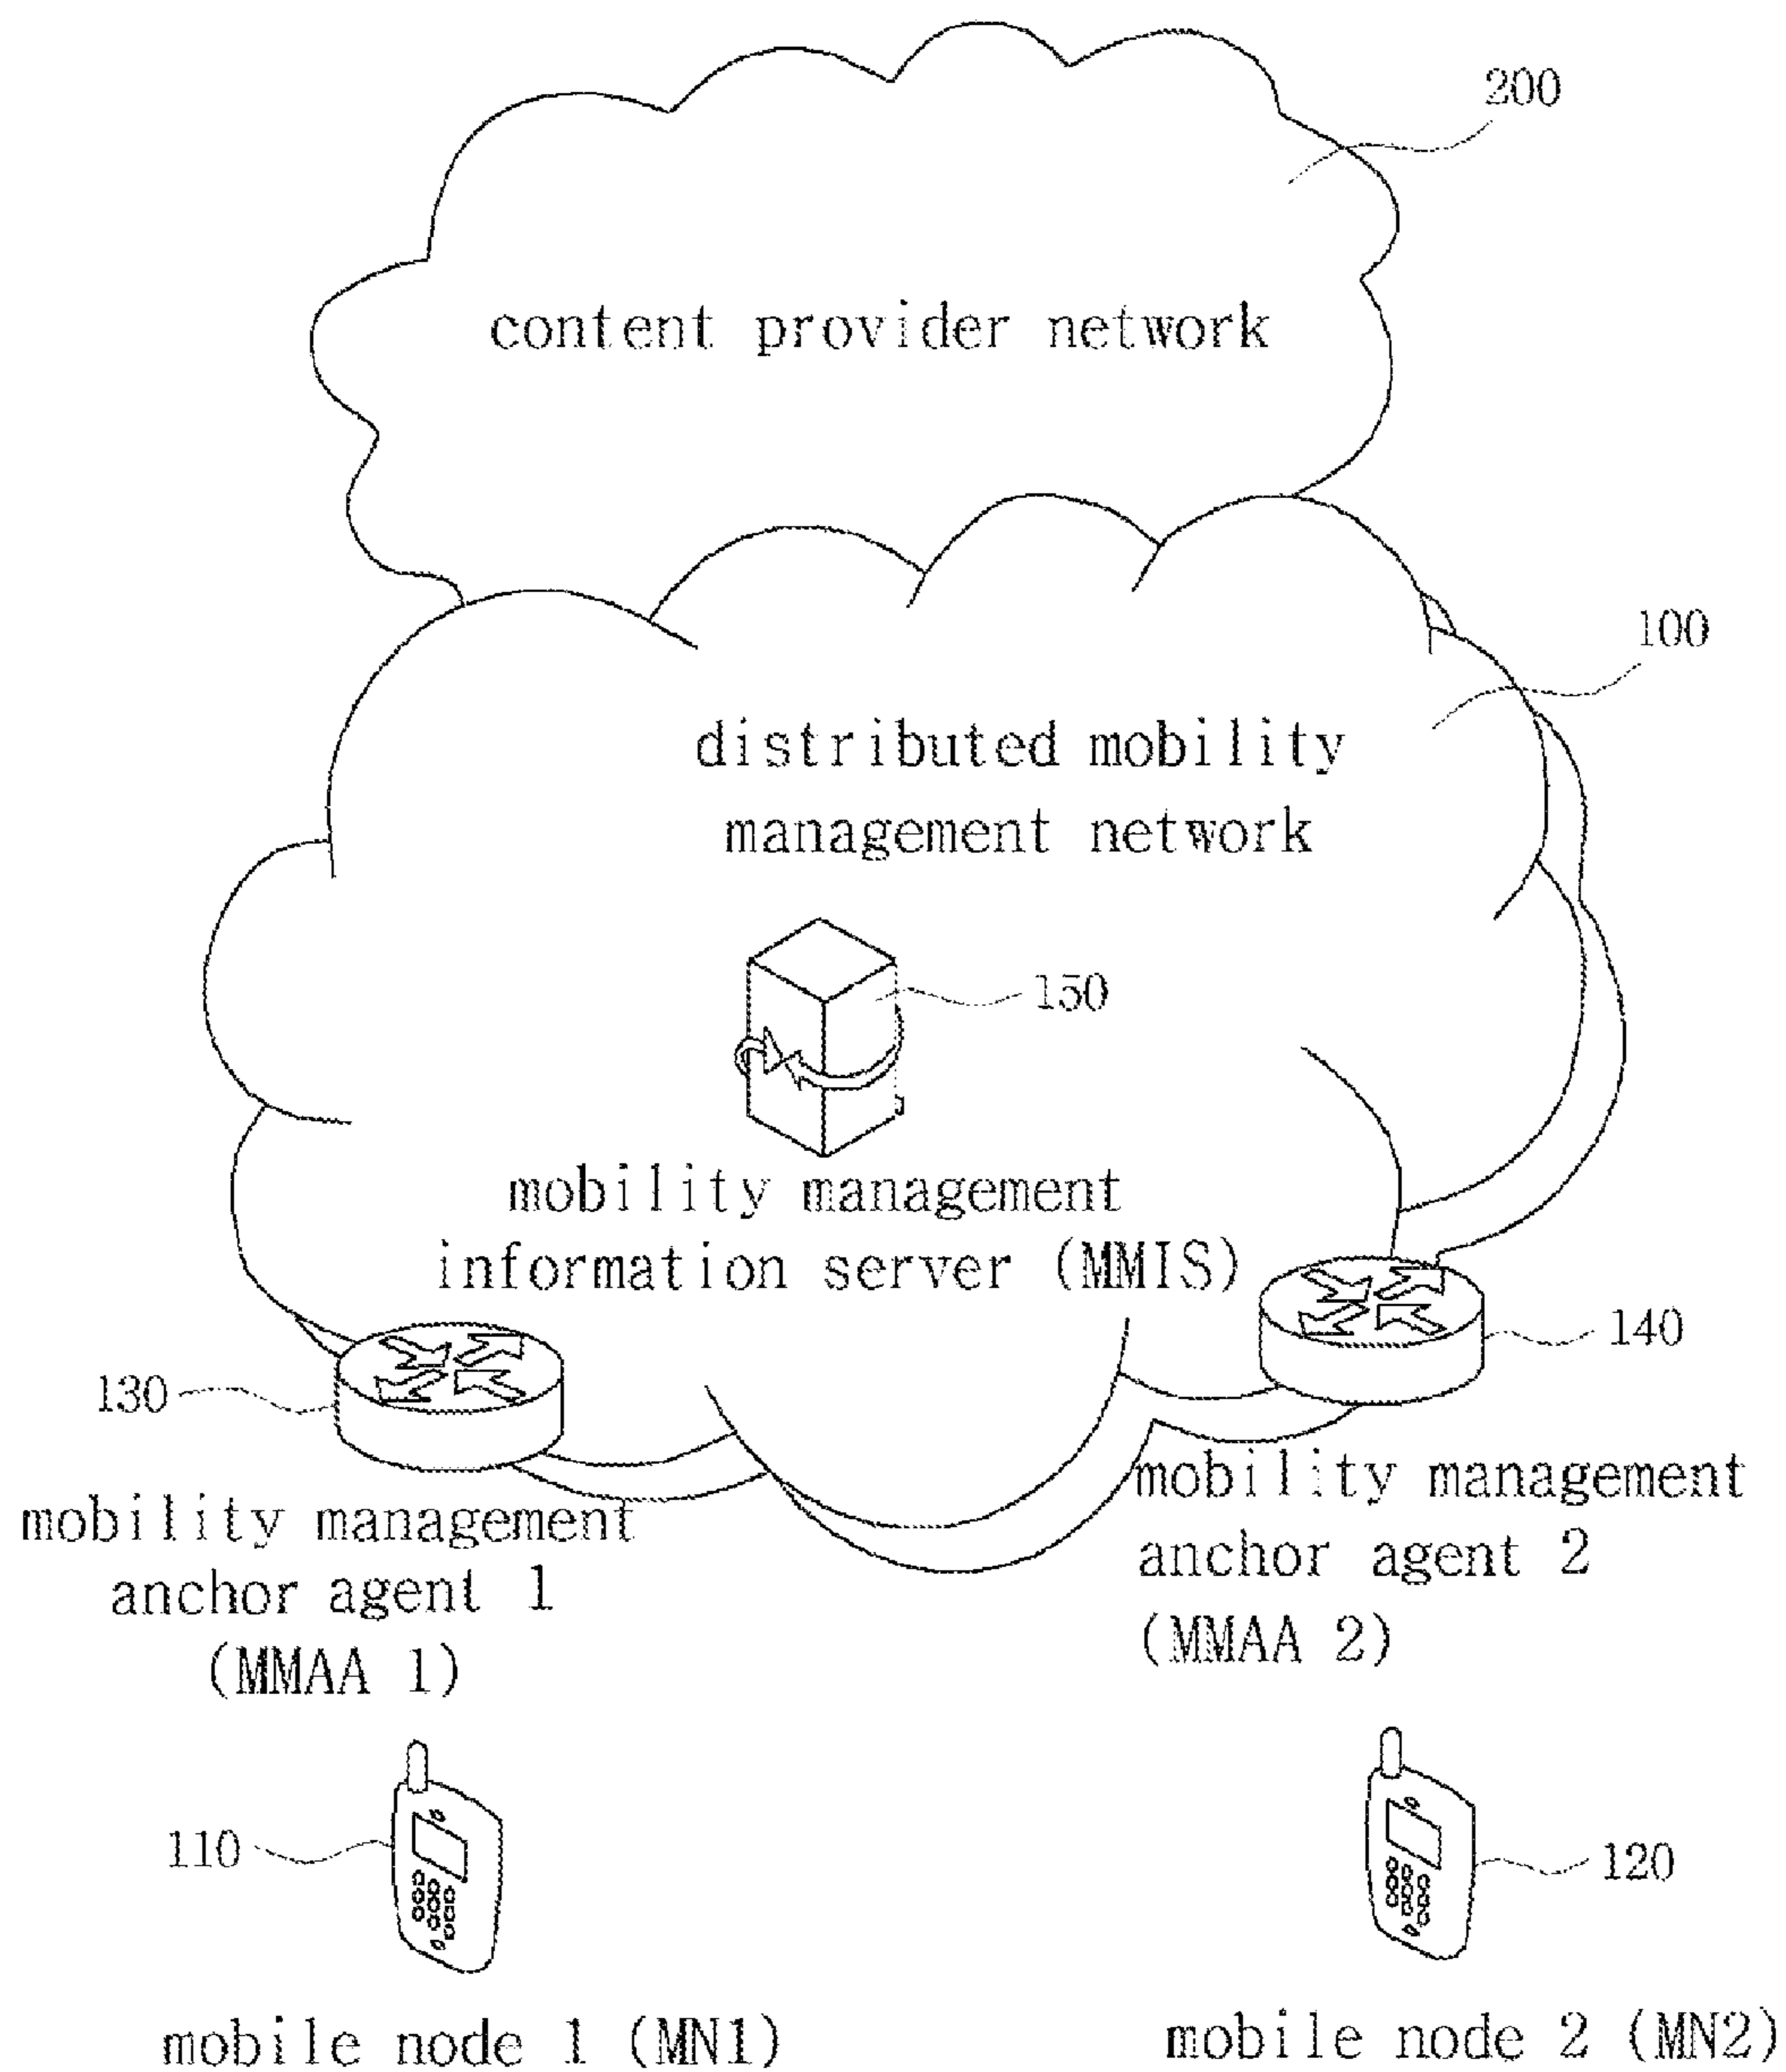 200
content provider network
100
distributed mobility
management network
150
mobility management
information server (MMIS)
140
130
mobility management
anchor agent 2
(MMAA 2)
mobility management
anchor agent 1
(MMAA 1)
110
120
mobile node 1 (MN1)
mobile node 2 (MN2)